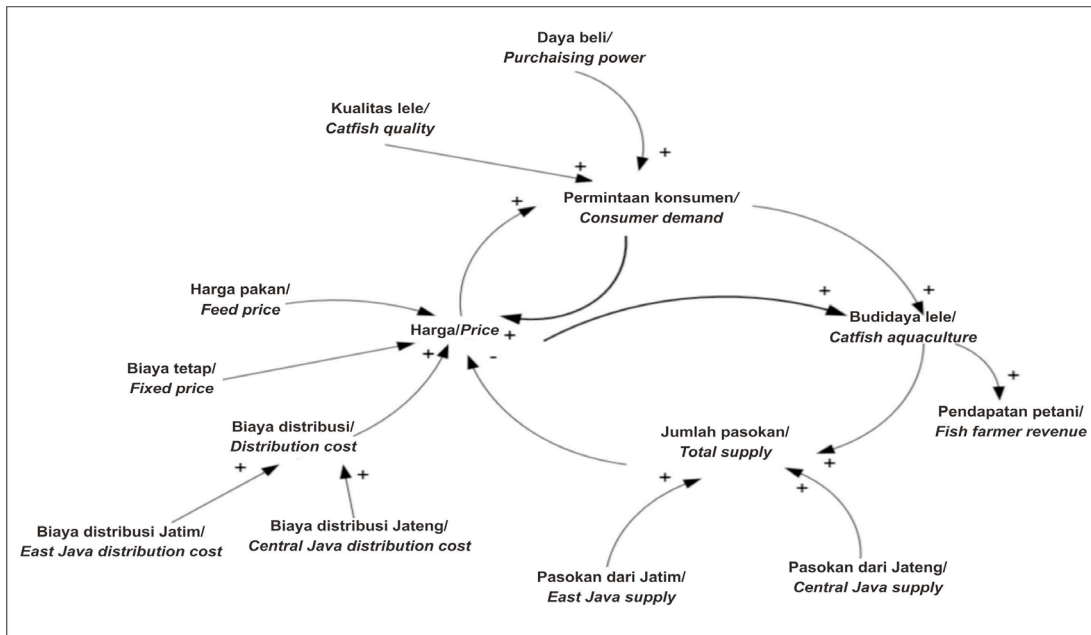 Daya beli/
Purchaising power
Kualitas lele/
Catfish quality
+
+
Permintaan konsumen/
Consumer demand
+
Harga pakan/
Feed price
+
+
Budidaya lele/
Catfish aquaculture
Harga/Price
+
+
-
Biaya tetap/
Fixed price
+
Pendapatan petani/
Fish farmer revenue
Biaya distribusi/
Distribution cost
Jumlah pasokan/
Total supply
+
+
+
+
+
Biaya distribusi Jatim/
East Java distribution cost
Biaya distribusi Jateng/
Central Java distribution cost
Pasokan dari Jatim/
East Java supply
Pasokan dari Jateng/
Central Java supply